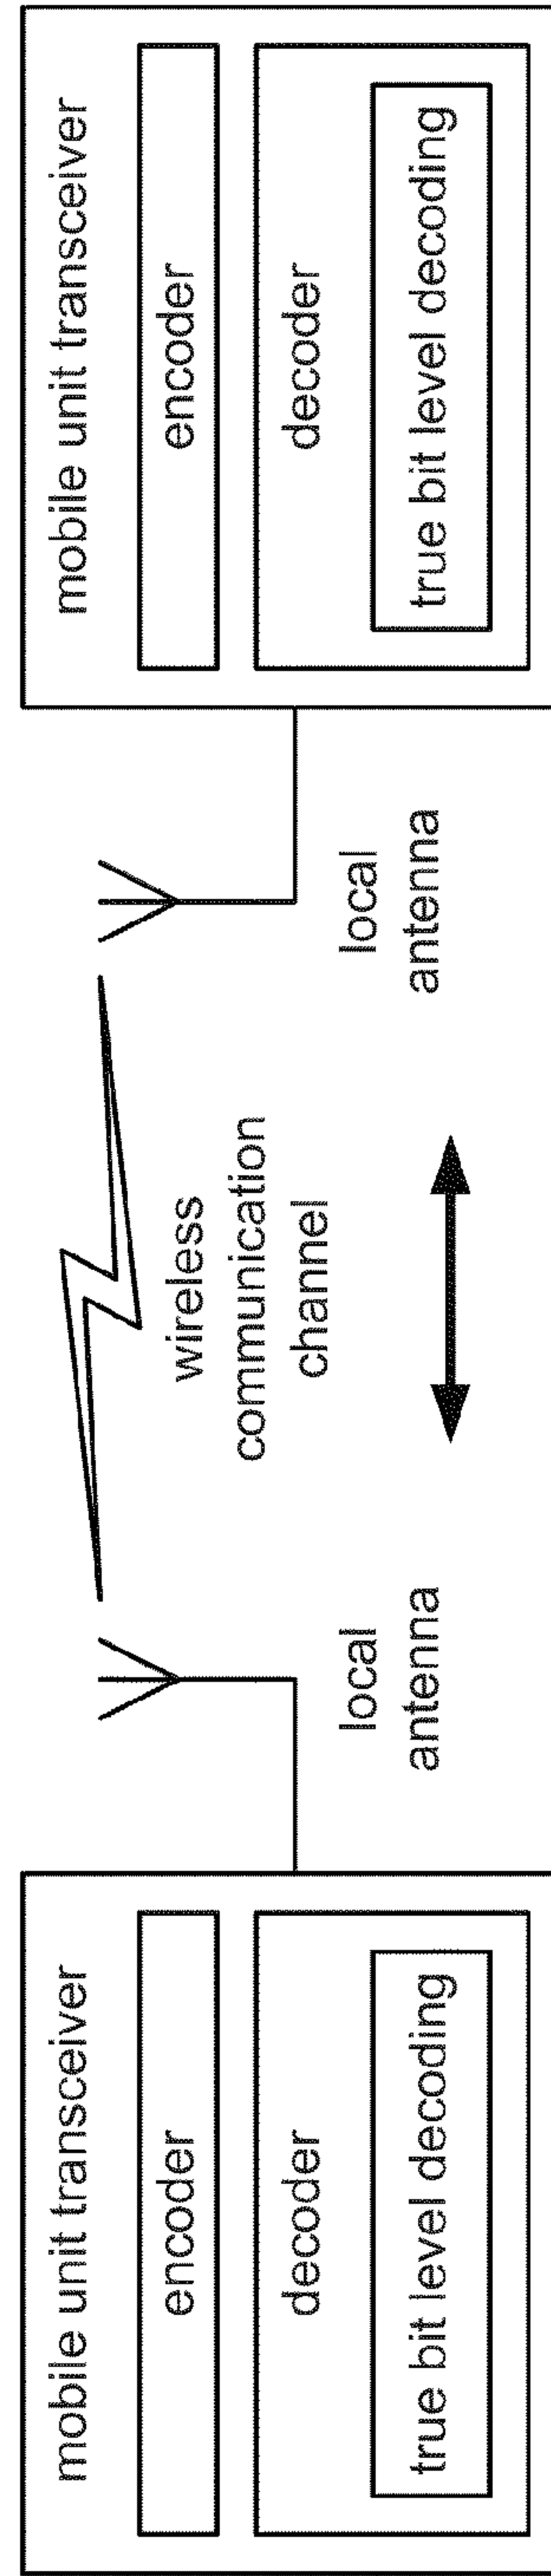 mobile unit transceiver
encoder
decoder
true bit level decoding
local
antenna
wireless
communication
channel
local
antenna
mobile unit transceiver
encoder
decoder
true bit level decoding